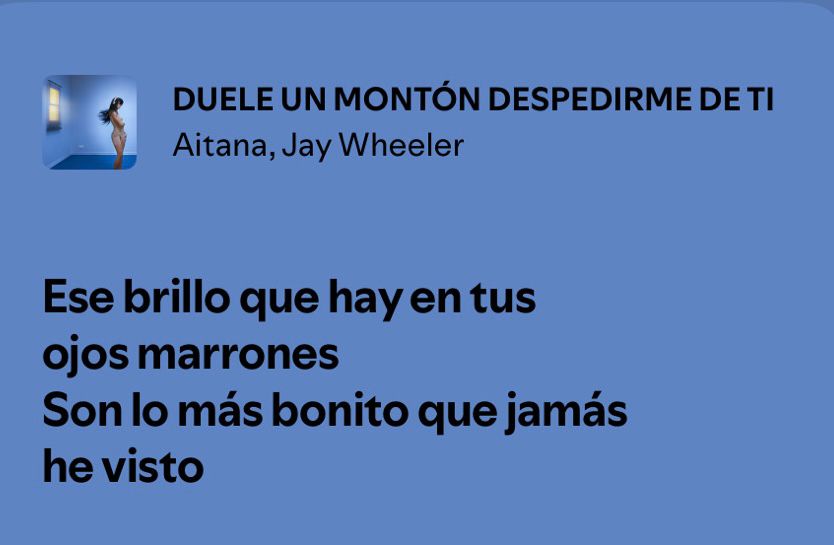 DUELE UN MONTÓN DESPEDIRME DE TI
Aitana, Jay Wheeler
Ese brillo que hay en tus
ojos marrones
Son lo más bonito que jamás
he visto